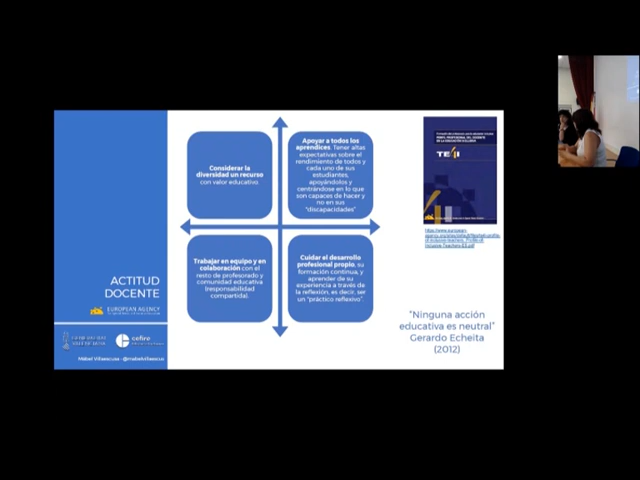 Considerar la
diversidad un recurso
con valor educativo.
Apoyar a todos los
aprendices. Tener altas
expectativas sobre el
rendimiento de todos y
cada uno de sus
estudiantes,
apoyándolos y
centrándose en lo que
son capaces de hacer y
no en sus
"discapacidades"
Trabajar en equipo y en
colaboración con el
resto de profesorado y
comunidad educativa
(responsabilidad
compartida).
Cuidar el desarrollo
profesional propio, su
formación continua, y
aprender de su
experiencia a través de
la reflexión, es decir, ser
un "práctico reflexivo".
ACTITUD
DOCENTE
EUROPEAN AGENCY
cefire
Mabel Villaescusa - @mabelvillaescusa
"Ninguna acción
educativa es neutral"
Gerardo Echeita
(2012)